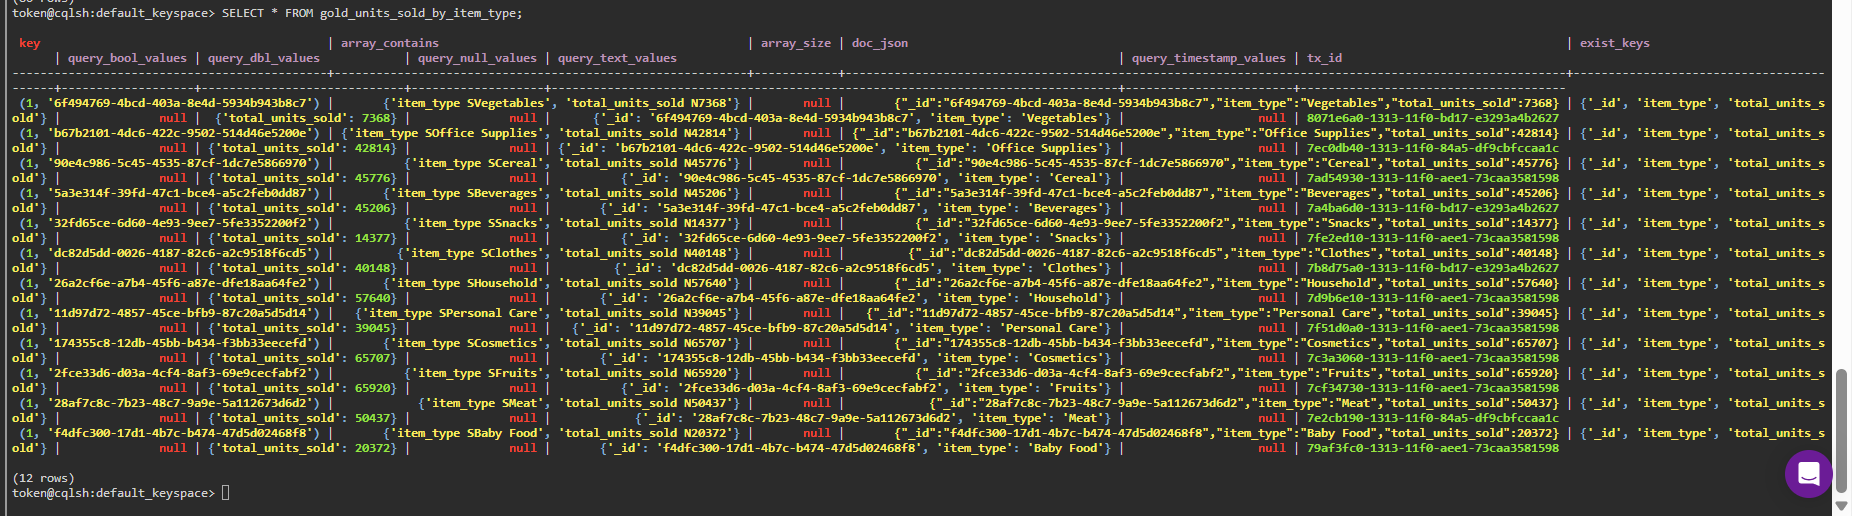 token@cqlsh:default_keyspace> SELECT * FROM gold_units_sold_by_item_type;
key | array_contains | array_size | doc_json | exist_keys
| query_bool_values | query_dbl_values | query_null_values | query_text_values | query_timestamp_values | tx_id
(1, '6f494769-4bcd-403a-8e4d-5934b943b8c7') | {'item_type SVegetables', 'total_units_sold N7368'} | null | {"_id":"6f494769-4bcd-403a-8e4d-5934b943b8c7","item_type":"Vegetables","total_units_sold":7368} | {'_id', 'item_type', 'total_units_s
old'} | null | {'total_units_sold': 7368} | null | {'_id': '6f494769-4bcd-403a-8e4d-5934b943b8c7', 'item_type': 'Vegetables'} | null | 8071e6a0-1313-11f0-bd17-e3293a4b2627
(1, 'b67b2101-4dc6-422c-9502-514d46e5200e') | {'item_type SOffice Supplies', 'total_units_sold N42814'} | null | {"_id":"b67b2101-4dc6-422c-9502-514d46e5200e","item_type":"Office Supplies","total_units_sold":42814} | {'_id', 'item_type', 'total_units_s
old'} | null | {'total_units_sold': 42814} | null | {'_id': 'b67b2101-4dc6-422c-9502-514d46e5200e', 'item_type': 'Office Supplies'} | null | 7ec0db40-1313-11f0-84a5-df9cbfccaa1c
(1, '90e4c986-5c45-4535-87cf-1dc7e5866970') | {'item_type SCereal', 'total_units_sold N45776'} | null | {"_id":"90e4c986-5c45-4535-87cf-1dc7e5866970","item_type":"Cereal","total_units_sold":45776} | {'_id', 'item_type', 'total_units_s
old'} | null | {'total_units_sold': 45776} | null | {'_id': '90e4c986-5c45-4535-87cf-1dc7e5866970', 'item_type': 'Cereal'} | null | 7ad54930-1313-11f0-aee1-73caa3581598
(1, '5a3e314f-39fd-47c1-bce4-a5c2feb0dd87') | {'item_type SBeverages', 'total_units_sold N45206'} | null | {"_id":"5a3e314f-39fd-47c1-bce4-a5c2feb0dd87","item_type":"Beverages","total_units_sold":45206} | {'_id', 'item_type', 'total_units_s
old'} | null | {'total_units_sold': 45206} | null | {'_id': '5a3e314f-39fd-47c1-bce4-a5c2feb0dd87', 'item_type': 'Beverages'} | null | 7a4ba6d0-1313-11f0-bd17-e3293a4b2627
(1, '32fd65ce-6d60-4e93-9ee7-5fe3352200f2') | {'item_type SSnacks', 'total_units_sold N14377'} | null | {"_id":"32fd65ce-6d60-4e93-9ee7-5fe3352200f2","item_type":"Snacks","total_units_sold":14377} | {'_id', 'item_type', 'total_units_s
old'} | null | {'total_units_sold': 14377} | null | {'_id': '32fd65ce-6d60-4e93-9ee7-5fe3352200f2', 'item_type': 'Snacks'} | null | 7fe2ed10-1313-11f0-aee1-73caa3581598
(1, 'dc82d5dd-0026-4187-82c6-a2c9518f6cd5') | {'item_type SClothes', 'total_units_sold N40148'} | null | {"_id":"dc82d5dd-0026-4187-82c6-a2c9518f6cd5","item_type":"Clothes","total_units_sold":40148} | {'_id', 'item_type', 'total_units_s
old'} | null | {'total_units_sold': 40148} | null | {'_id': 'dc82d5dd-0026-4187-82c6-a2c9518f6cd5', 'item_type': 'Clothes'} | null | 7b8d75a0-1313-11f0-bd17-e3293a4b2627
(1, '26a2cf6e-a7b4-45f6-a87e-dfe18aa64fe2') | {'item_type SHousehold', 'total_units_sold N57640'} | null | {"_id":"26a2cf6e-a7b4-45f6-a87e-dfe18aa64fe2","item_type":"Household","total_units_sold":57640} | {'_id', 'item_type', 'total_units_s
old'} | null | {'total_units_sold': 57640} | null | {'_id': '26a2cf6e-a7b4-45f6-a87e-dfe18aa64fe2', 'item_type': 'Household'} | null | 7d9b6e10-1313-11f0-aee1-73caa3581598
(1, '11d97d72-4857-45ce-bfb9-87c20a5d5d14') | {'item_type SPersonal Care', 'total_units_sold N39045'} | null | {"_id":"11d97d72-4857-45ce-bfb9-87c20a5d5d14","item_type":"Personal Care","total_units_sold":39045} | {'_id', 'item_type', 'total_units_s
old'} | null | {'total_units_sold': 39045} | null | {'_id': '11d97d72-4857-45ce-bfb9-87c20a5d5d14', 'item_type': 'Personal Care'} | null | 7f51d0a0-1313-11f0-aee1-73caa3581598
(1, '174355c8-12db-45bb-b434-f3bb33eecefd') | {'item_type SCosmetics', 'total_units_sold N65707'} | null | {"_id":"174355c8-12db-45bb-b434-f3bb33eecefd","item_type":"Cosmetics","total_units_sold":65707} | {'_id', 'item_type', 'total_units_s
old'} | null | {'total_units_sold': 65707} | null | {'_id': '174355c8-12db-45bb-b434-f3bb33eecefd', 'item_type': 'Cosmetics'} | null | 7c3a3060-1313-11f0-aee1-73caa3581598
(1, '2fce33d6-d03a-4cf4-8af3-69e9cecfabf2') | {'item_type SFruits', 'total_units_sold N65920'} | null | {"_id":"2fce33d6-d03a-4cf4-8af3-69e9cecfabf2","item_type":"Fruits","total_units_sold":65920} | {'_id', 'item_type', 'total_units_s
old'} | null | {'total_units_sold': 65920} | null | {'_id': '2fce33d6-d03a-4cf4-8af3-69e9cecfabf2', 'item_type': 'Fruits'} | null | 7cf34730-1313-11f0-aee1-73caa3581598
(1, '28af7c8c-7b23-48c7-9a9e-5a112673d6d2') | {'item_type SMeat', 'total_units_sold N50437'} | null | {"_id":"28af7c8c-7b23-48c7-9a9e-5a112673d6d2","item_type":"Meat","total_units_sold":50437} | {'_id', 'item_type', 'total_units_s
old'} | null | {'total_units_sold': 50437} | null | {'_id': '28af7c8c-7b23-48c7-9a9e-5a112673d6d2', 'item_type': 'Meat'} | null | 7e2cb190-1313-11f0-84a5-df9cbfccaa1c
(1, 'f4dfc300-17d1-4b7c-b474-47d5d02468f8') | {'item_type SBaby Food', 'total_units_sold N20372'} | null | {"_id":"f4dfc300-17d1-4b7c-b474-47d5d02468f8","item_type":"Baby Food","total_units_sold":20372} | {'_id', 'item_type', 'total_units_s
old'} | null | {'total_units_sold': 20372} | null | {'_id': 'f4dfc300-17d1-4b7c-b474-47d5d02468f8', 'item_type': 'Baby Food'} | null | 79af3fc0-1313-11f0-aee1-73caa3581598
(12 rows)
token@cqlsh:default_keyspace>